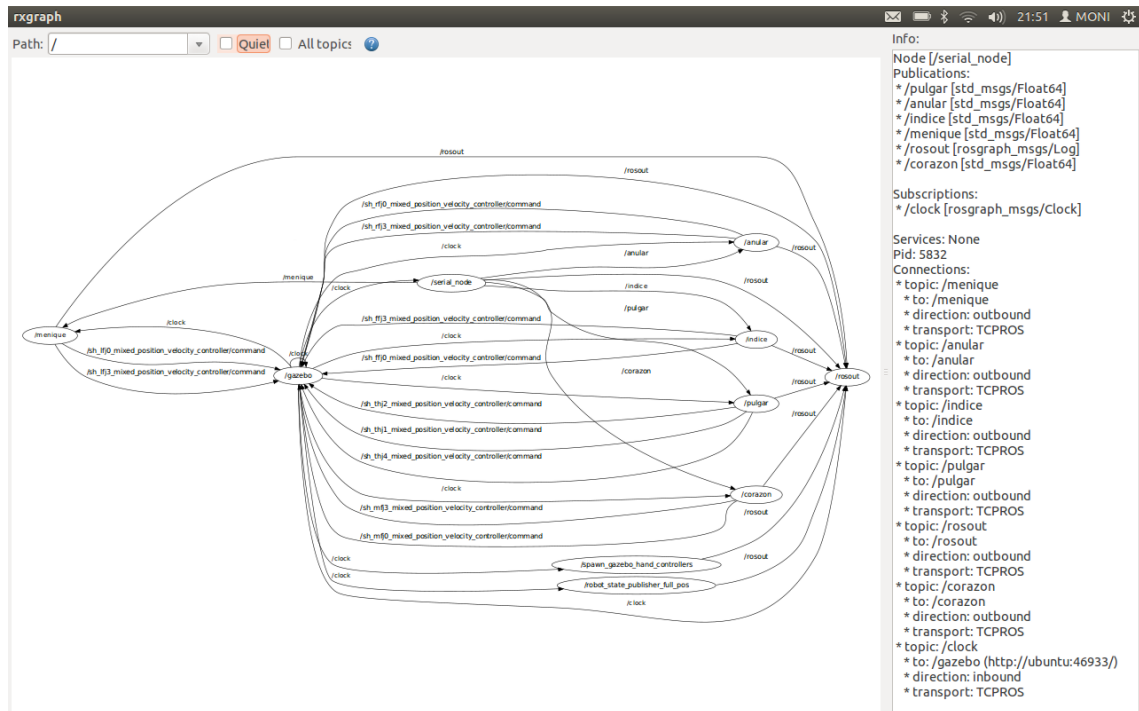 rxgraph
21:51 MONI
Path: /
Quiet
All topics
?
/rosout
/rosout
/sh_rfj0_mixed_position_velocity_controller/command
/sh_rfj3_mixed_position_velocity_controller/command
/clock
/anular
/rosout
/anular
/menique
/clock
/serial_node
/rosout
/indice
/pulgar
/sh_ffj3_mixed_position_velocity_controller/command
/clock
/menique
/clock
/indice
/rosout
/sh_lfj0_mixed_position_velocity_controller/command
/clock
/sh_ffj0_mixed_position_velocity_controller/command
/sh_lfj3_mixed_position_velocity_controller/command
/gazebo
/clock
/corazon
/rosout
/rosout
/sh_thj2_mixed_position_velocity_controller/command
/pulgar
/rosout
/sh_thj1_mixed_position_velocity_controller/command
/sh_thj4_mixed_position_velocity_controller/command
/clock
/corazon
/sh_mfj3_mixed_position_velocity_controller/command
/rosout
/sh_mfj0_mixed_position_velocity_controller/command
/clock
/spawn_gazebo_hand_controllers
/rosout
/clock
/robot_state_publisher_full_pos
/clock
Info:
Node [/serial_node]
Publications:
* /pulgar [std_msgs/Float64]
* /anular [std_msgs/Float64]
* /indice [std_msgs/Float64]
* /menique [std_msgs/Float64]
* /rosout [rosgraph_msgs/Log]
* /corazon [std_msgs/Float64]
Subscriptions:
* /clock [rosgraph_msgs/Clock]
Services: None
Pid: 5832
Connections:
* topic: /menique
* to: /menique
* direction: outbound
* transport: TCPROS
* topic: /anular
* to: /anular
* direction: outbound
* transport: TCPROS
* topic: /indice
* to: /indice
* direction: outbound
* transport: TCPROS
* topic: /pulgar
* to: /pulgar
* direction: outbound
* transport: TCPROS
* topic: /rosout
* to: /rosout
* direction: outbound
* transport: TCPROS
* topic: /corazon
* to: /corazon
* direction: outbound
* transport: TCPROS
* topic: /clock
* to: /gazebo (http://ubuntu:46933/)
* direction: inbound
* transport: TCPROS